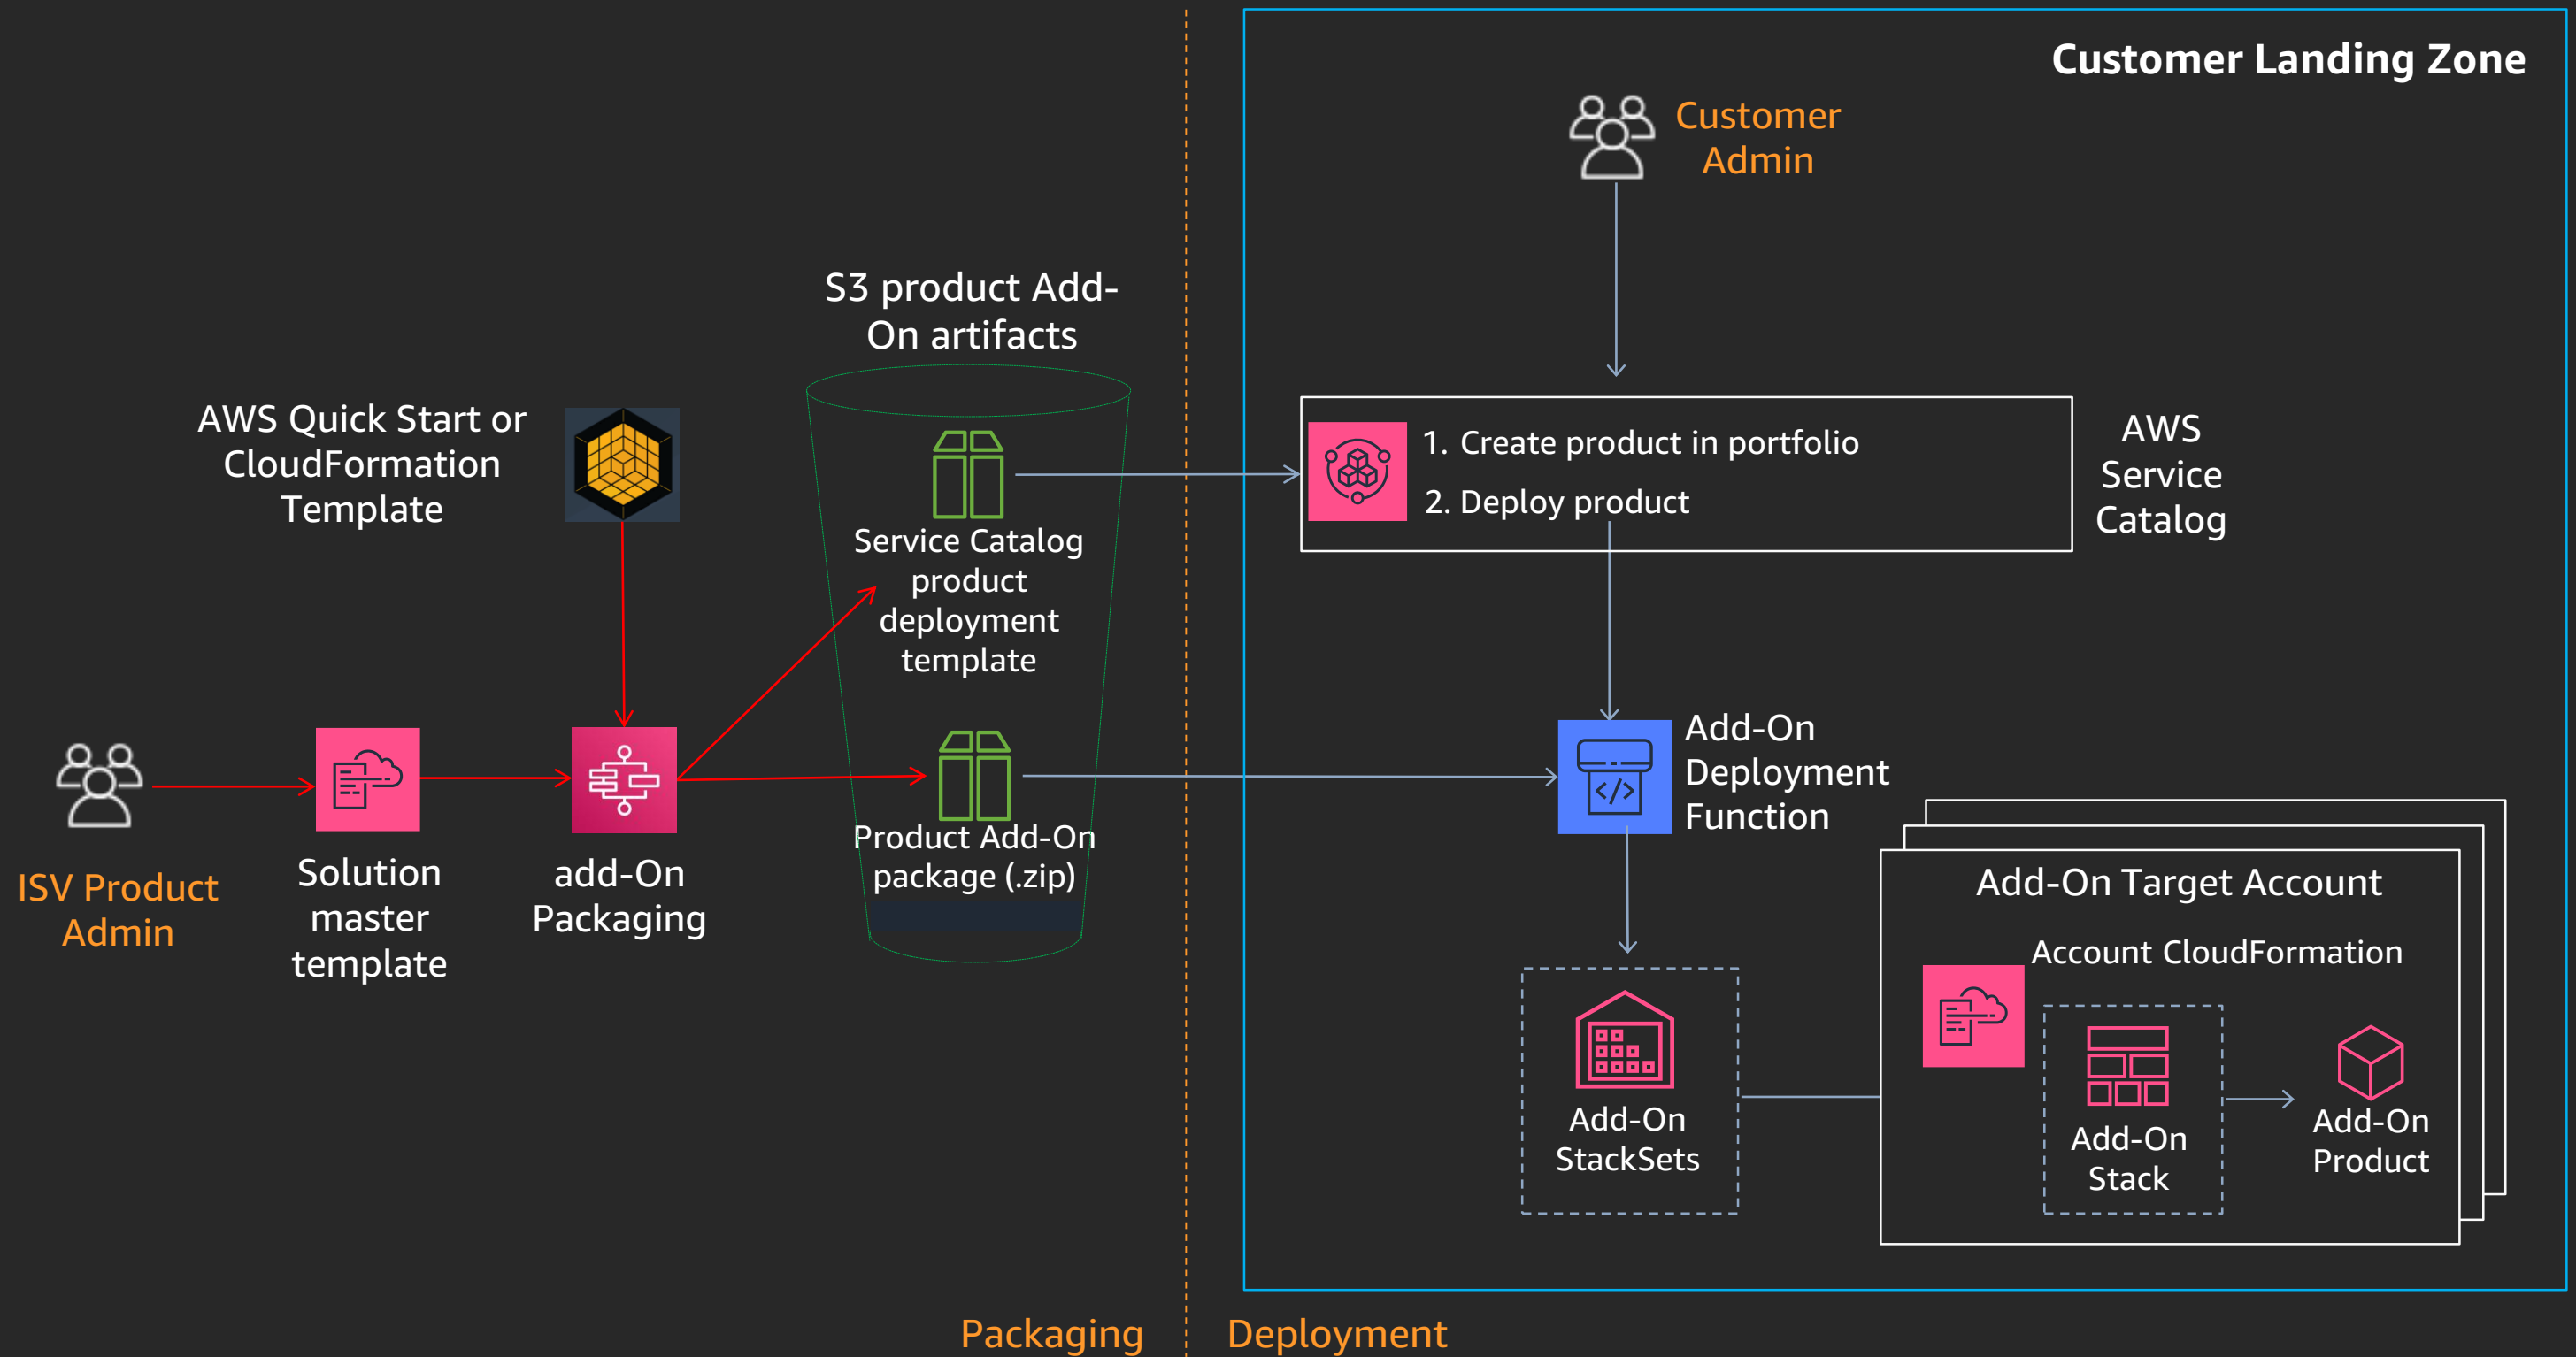 Customer Landing Zone
Customer
Admin
S3 product Add-
On artifacts
AWS Quick Start or
CloudFormation
Template
Service Catalog
product
deployment
template
1. Create product in portfolio
2. Deploy product
AWS
Service
Catalog
ISV Product
Admin
Solution
master
template
add-On
Packaging
Product Add-On
package (.zip)
Add-On
Deployment
Function
Add-On
StackSets
Add-On Target Account
Account CloudFormation
Add-On
Stack
Add-On
Product
Packaging
Deployment